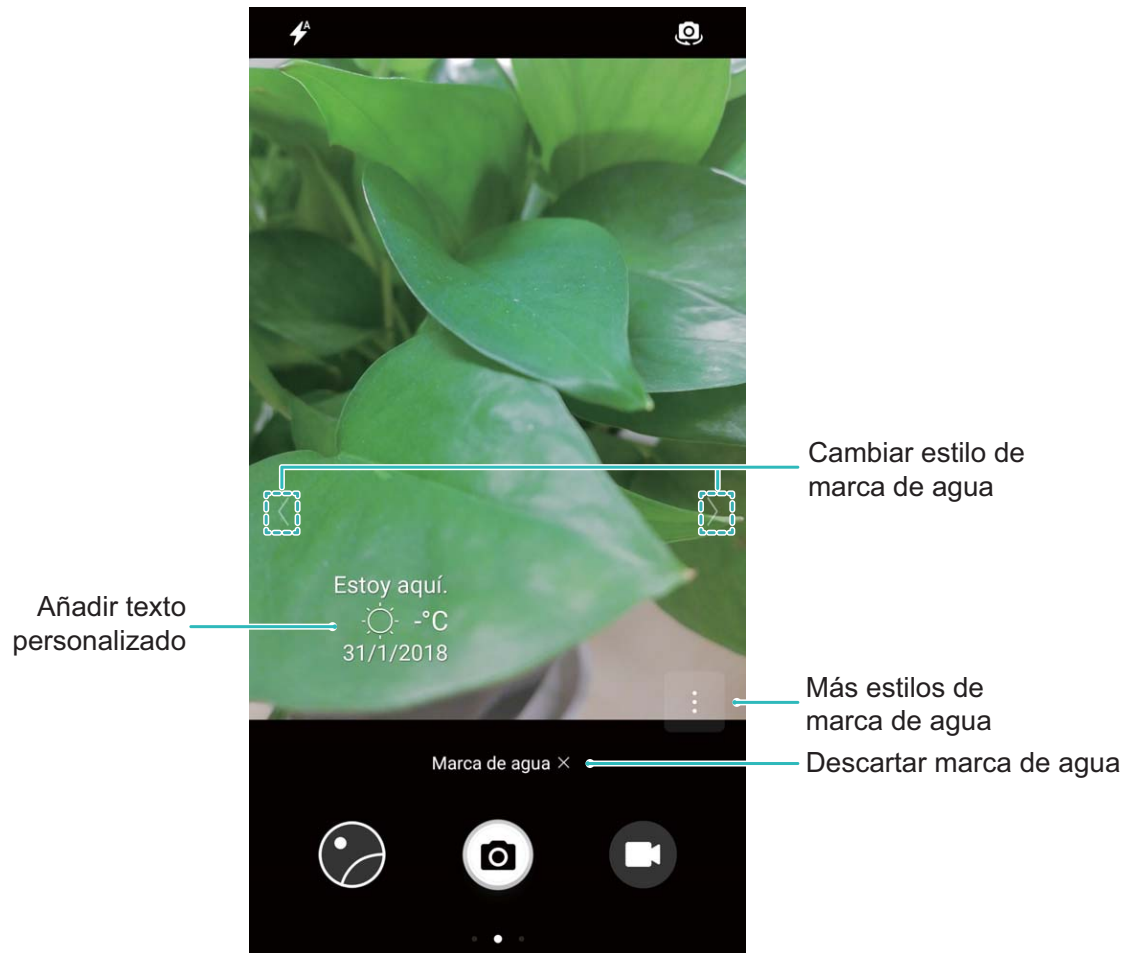 A
Cambiar estilo de
marca de agua
Estoy aquí.
-°C
31/1/2018
Añadir texto
personalizado
Más estilos de
marca de agua
Marca de agua ×
Descartar marca de agua